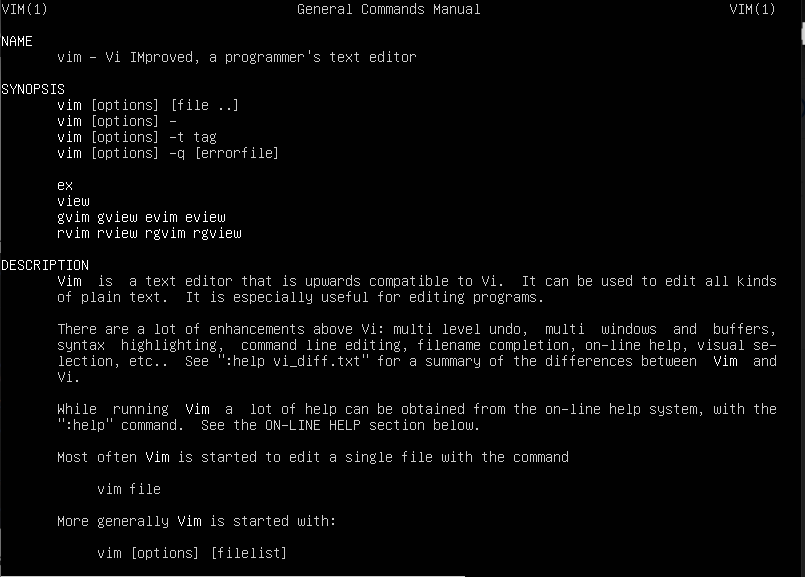 VIM(1) General Commands Manual VIM(1)
NAME
vim - Vi IMproved, a programmer's text editor
SYNOPSIS
vim [options] [file ..]
vim [options] -
vim [options] -t tag
vim [options] -q [errorfile]
ex
view
gvim gview evim eview
rvim rview rgvim rgview
DESCRIPTION
Vim is a text editor that is upwards compatible to Vi. It can be used to edit all kinds
of plain text. It is especially useful for editing programs.
There are a lot of enhancements above Vi: multi level undo, multi windows and buffers,
syntax highlighting, command line editing, filename completion, on-line help, visual se-
lection, etc.. See ":help vi_diff.txt" for a summary of the differences between Vim and
Vi.
While running Vim a lot of help can be obtained from the on-line help system, with the
":help" command. See the ON-LINE HELP section below.
Most often Vim is started to edit a single file with the command
vim file
More generally Vim is started with:
vim [options] [filelist]